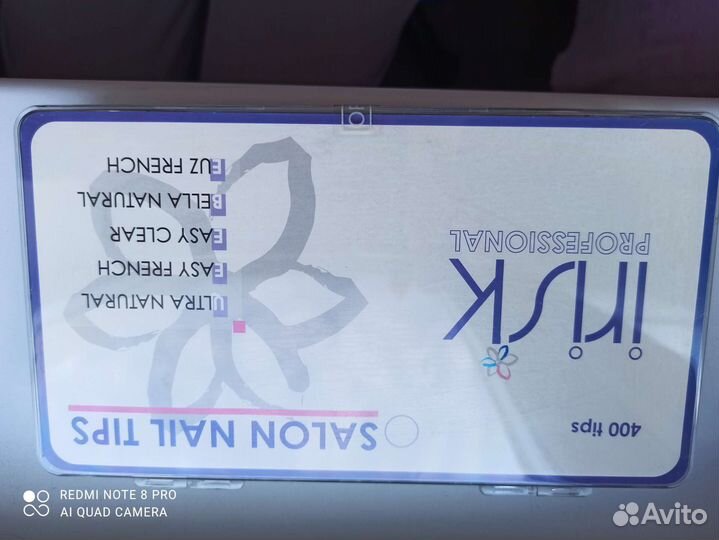 400 tips
SALON NAIL TIPS
irisk
PROFESSIONAL
ULTRA NATURAL
EASY FRENCH
EASY CLEAR
BELLA NATURAL
EUZ FRENCH
REDMI NOTE 8 PRO
AI QUAD CAMERA
Avito